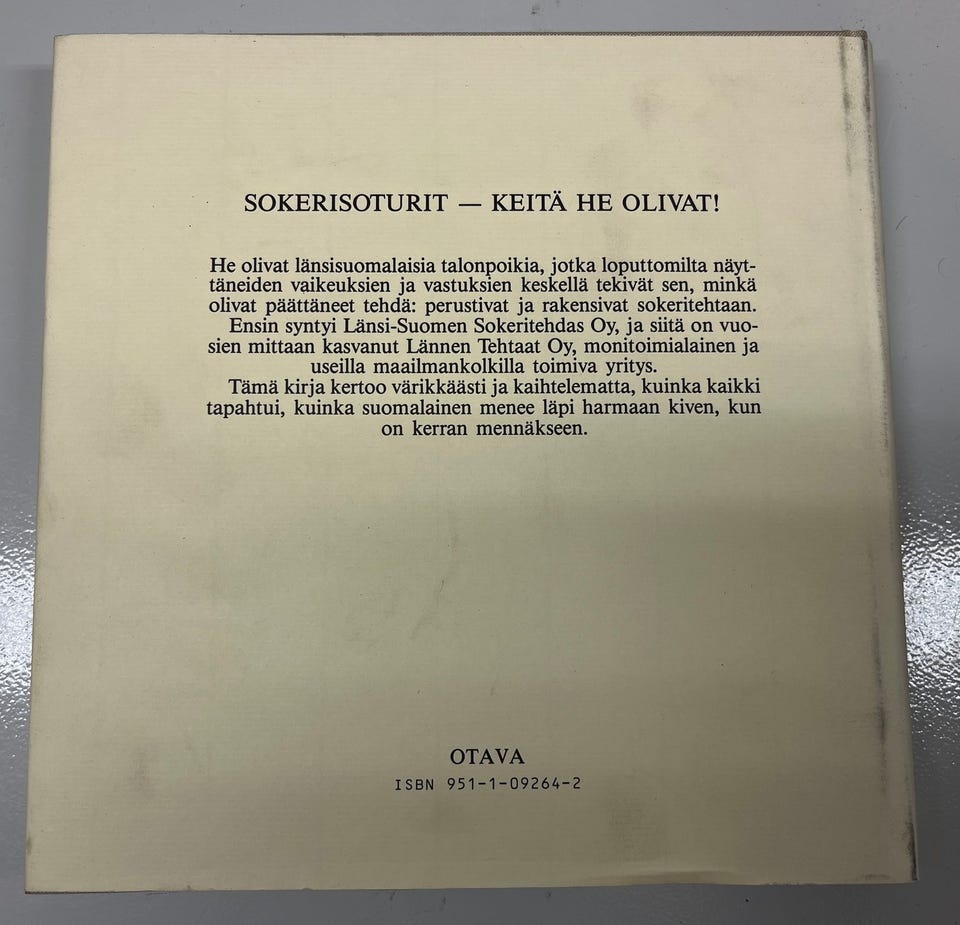 SOKERISOTURIT — KEITÄ HE OLIVAT!
He olivat länsisuomalaisia talonpoikia, jotka loputtomilta näyt-
täneiden vaikeuksien ja vastuksien keskellä tekivät sen, minkä
olivat päättäneet tehdä: perustivat ja rakensivat sokeritehtaan.
Ensin syntyi Länsi-Suomen Sokeritehdas Oy, ja siitä on vuo-
sien mittaan kasvanut Lännen Tehtaat Oy, monitoimialainen ja
useilla maailmankolkilla toimiva yritys.
Tämä kirja kertoo värikkäästi ja kaihtelematta, kuinka kaikki
tapahtui, kuinka suomalainen menee läpi harmaan kiven, kun
on kerran mennäkseen.
OTAVA
ISBN 951-1-09264-2